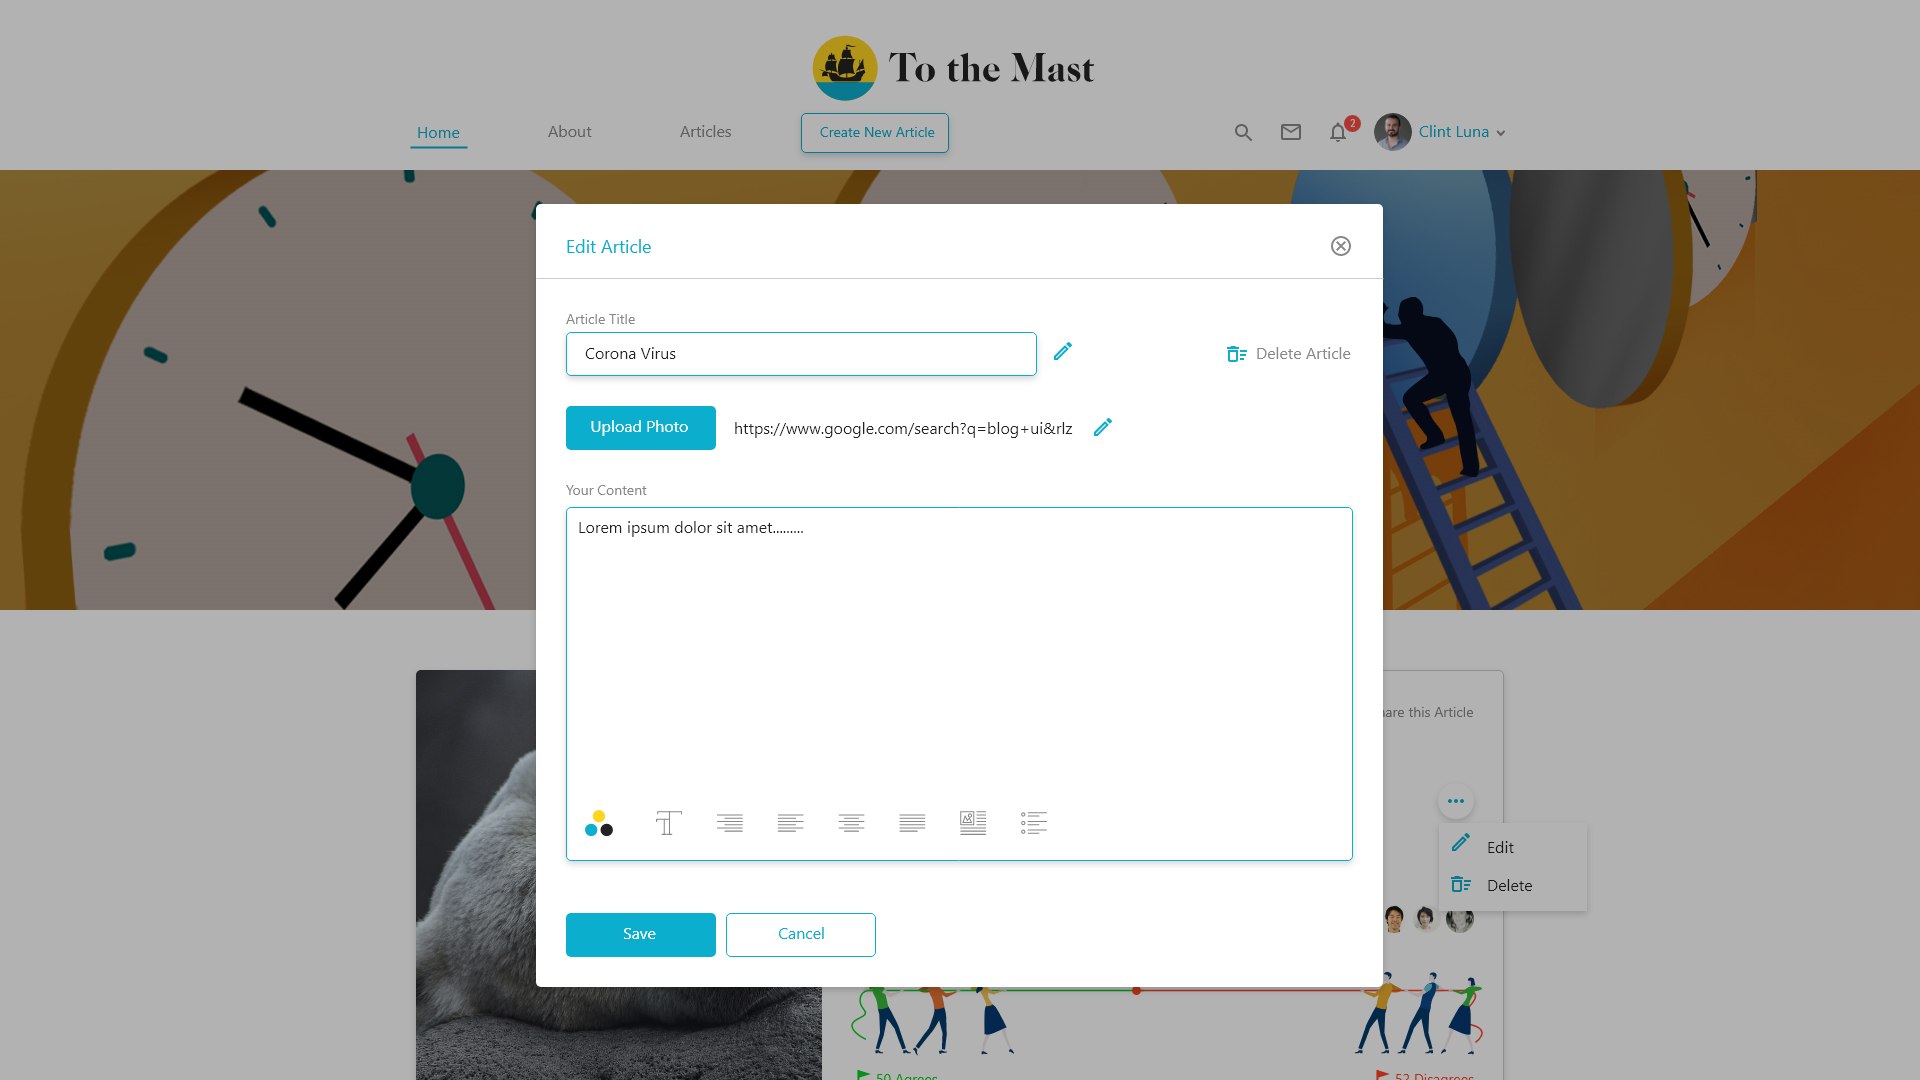 To the Mast
Home
About
Articles
Create New Article
2
Clint Luna
Edit Article
Article Title
Corona Virus
Delete Article
Upload Photo
https://www.google.com/search?q=blog+ui&rlz
Your Content
Lorem ipsum dolor sit amet.........
T
Save
Cancel
this Article
Edit
Delete
50 Agrees
52 Disagrees